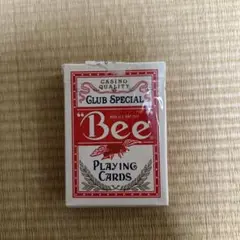 CASINO
QUALITY
CLUB SPECIAL
"Bee"
PLAYING
CARDS